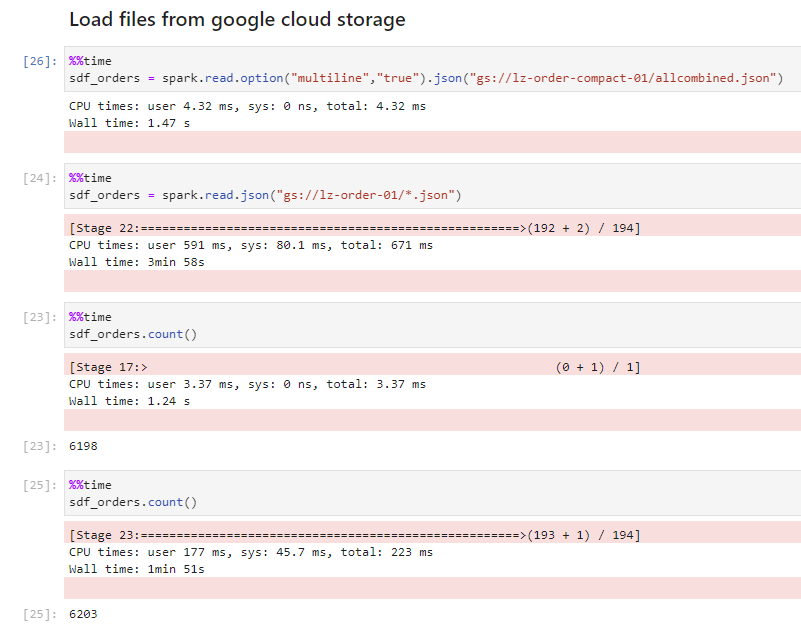 Load files from google cloud storage
[26]: %%time
sdf_orders = spark.read.option("multiline","true").json("gs://lz-order-compact-01/allcombined.json")
CPU times: user 4.32 ms, sys: 0 ns, total: 4.32 ms
Wall time: 1.47 s
[24]: %%time
sdf_orders = spark.read.json("gs://lz-order-01/*.json")
[Stage 22:=====================================================>(192 + 2) / 194]
CPU times: user 591 ms, sys: 80.1 ms, total: 671 ms
Wall time: 3min 58s
[23]: %%time
sdf_orders.count()
[Stage 17:>                                                         (0 + 1) / 1]
CPU times: user 3.37 ms, sys: 0 ns, total: 3.37 ms
Wall time: 1.24 s
[23]: 6198
[25]: %%time
sdf_orders.count()
[Stage 23:=====================================================>(193 + 1) / 194]
CPU times: user 177 ms, sys: 45.7 ms, total: 223 ms
Wall time: 1min 51s
[25]: 6203